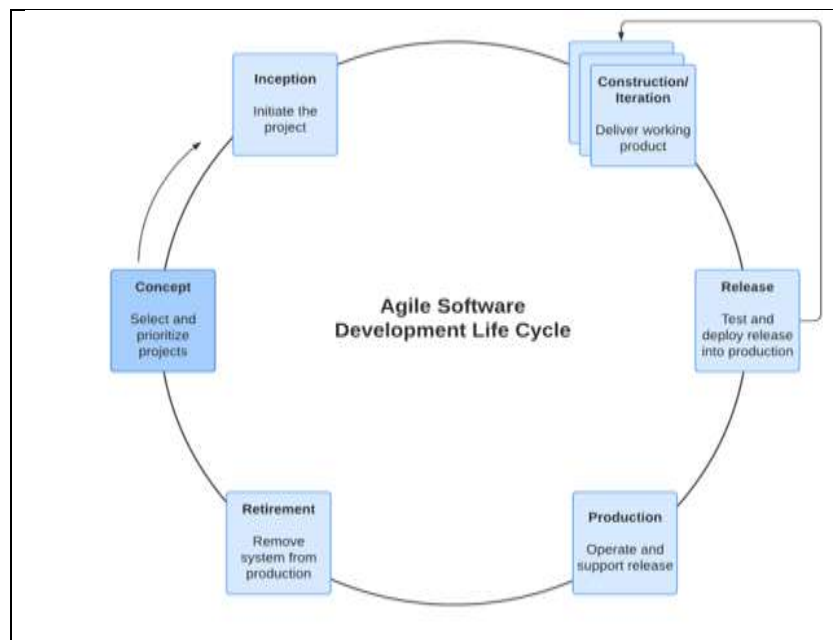 Inception
Initiate the
project
Construction/
Iteration
Deliver working
product
Concept
Select and
prioritize
projects
Agile Software
Development Life Cycle
Release
Test and
deploy release
into production
Retirement
Remove
system from
production
Production
Operate and
support release